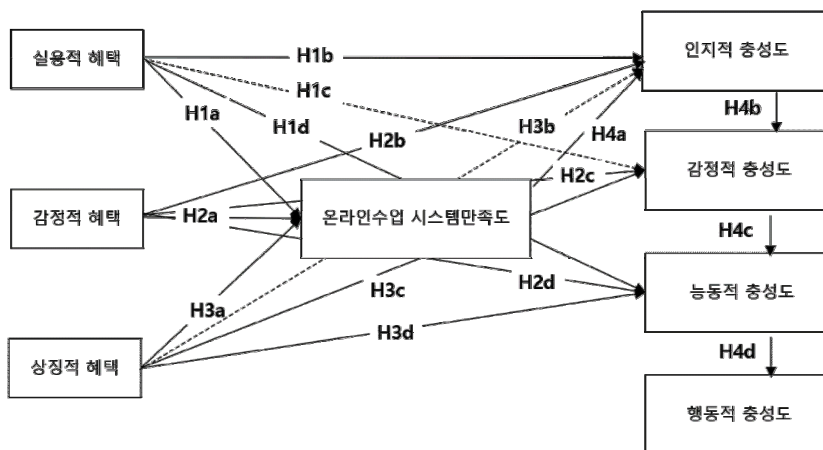 실용적 혜택
감정적 혜택
상징적 혜택
온라인수업 시스템만족도
인지적 충성도
감정적 충성도
능동적 충성도
행동적 충성도
H1b
H1c
H1a
H1d
H2b
H3b
H4a
H4b
H2c
H2a
H4c
H2d
H3c
H3a
H3d
H4d